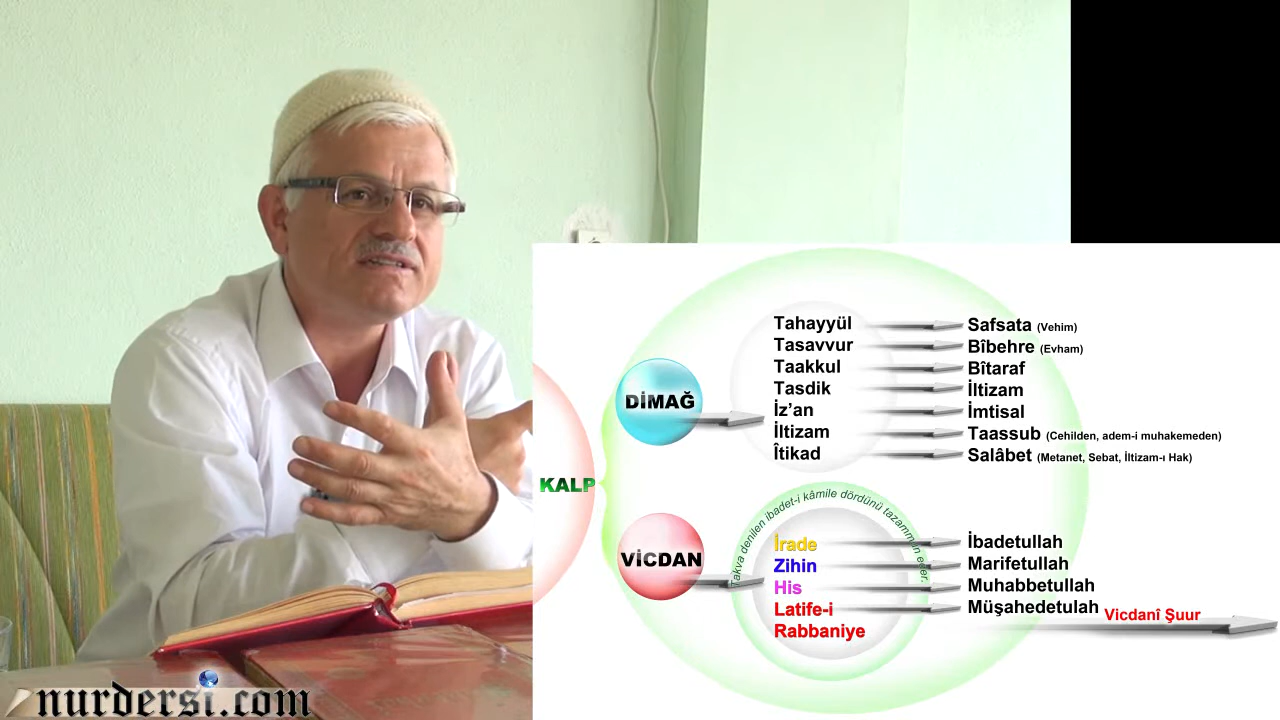 Tahayyül
Safsata (Vehim)
Tasavvur
Bîbehre (Evham)
Taakkul
Bîtaraf
DİMAĞ
Tasdik
İltizam
İz'an
İmtisal
İltizam
Taassub (Cehilden, adem-i muhakemeden)
Îtikad
Salâbet (Metanet, Sebat, İltizam-ı Hak)
KALP
Takva denilen ibadet-i kâmile dördünü tazammun eder.
VİCDAN
İrade
İbadetullah
Zihin
Marifetullah
His
Muhabbetullah
Latife-i
Rabbaniye
Müşahedetulah
Vicdanî Şuur
nurdersi.com